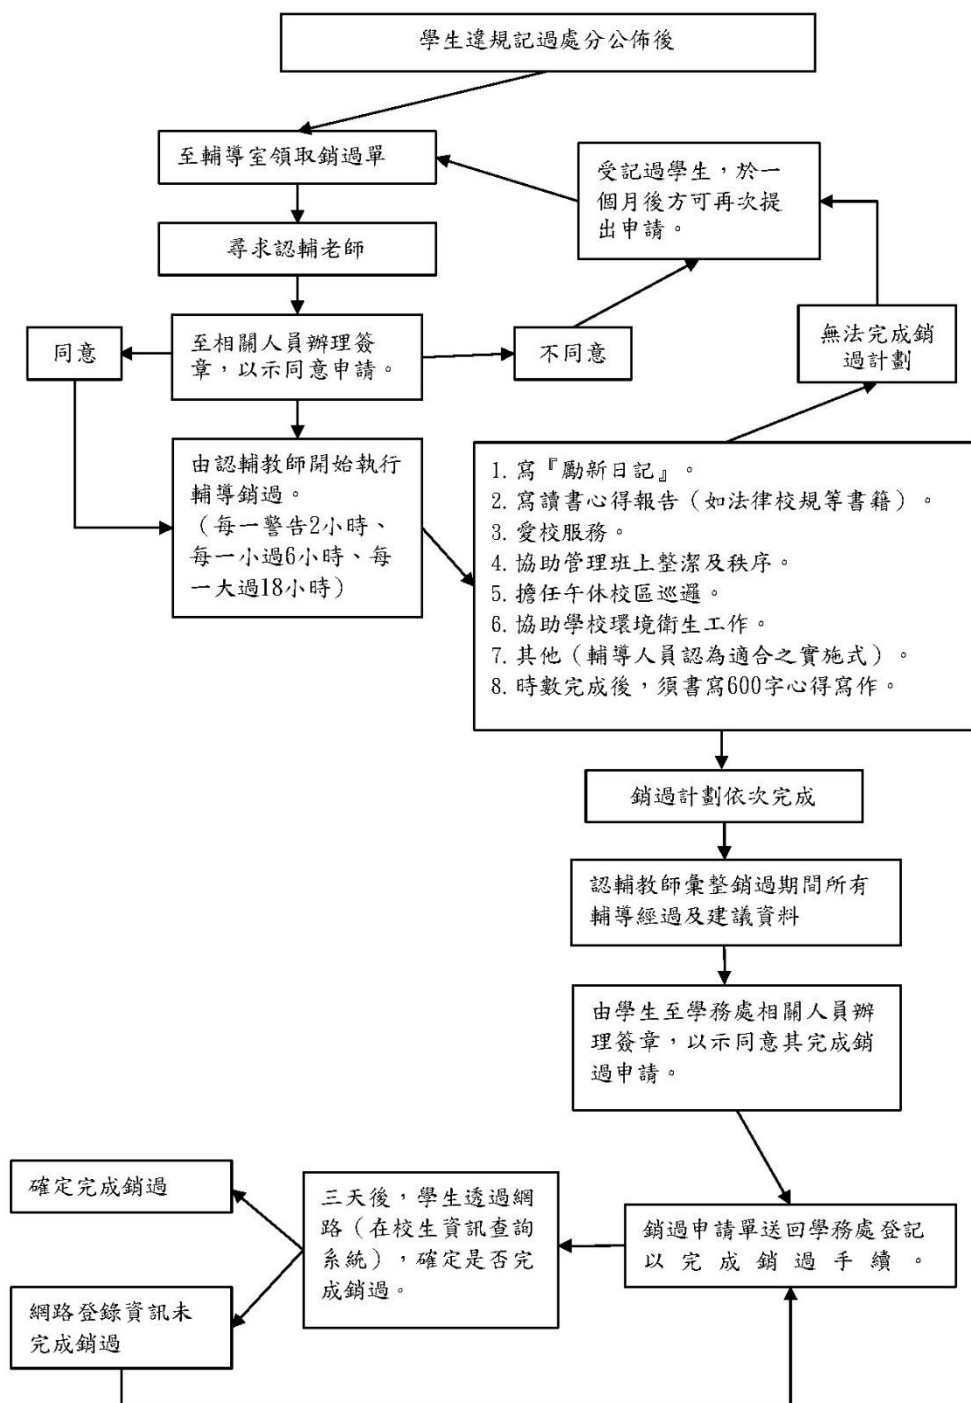 學生違規記過處分公佈後
至輔導室領取銷過單
受記過學生，於一
個月後方可再次提
出申請。
尋求認輔老師
同意
至相關人員辦理簽
章，以示同意申請。
不同意
無法完成銷
過計劃
由認輔教師開始執行
輔導銷過。
（每一警告2小時、
每一小過6小時、每
一大過18小時）
1. 寫『勵新日記』。
2. 寫讀書心得報告（如法律校規等書籍）。
3. 愛校服務。
4. 協助管理班上整潔及秩序。
5. 擔任午休校區巡邏。
6. 協助學校環境衛生工作。
7. 其他（輔導人員認為適合之實施式）。
8. 時數完成後，須書寫600字心得寫作。
銷過計劃依次完成
認輔教師彙整銷過期間所有
輔導經過及建議資料
由學生至學務處相關人員辦
理簽章，以示同意其完成銷
過申請。
確定完成銷過
三天後，學生透過網
路（在校生資訊查詢
系統），確定是否完
成銷過。
銷過申請單送回學務處登記
以完成銷過手續。
網路登錄資訊未
完成銷過